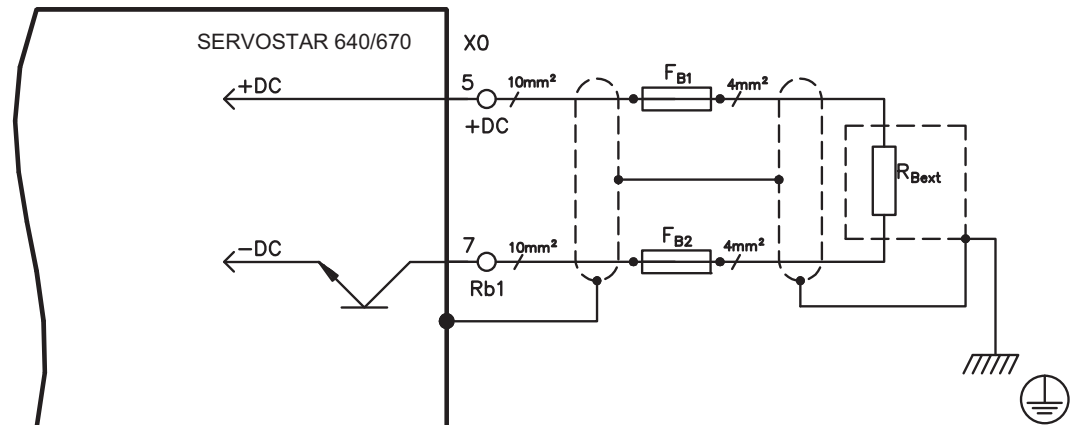 SERVOSTAR 640/670
X0
+DC
5
10mm²
F_B1
4mm²
+DC
R_Bext
-DC
7
10mm²
F_B2
4mm²
Rb1